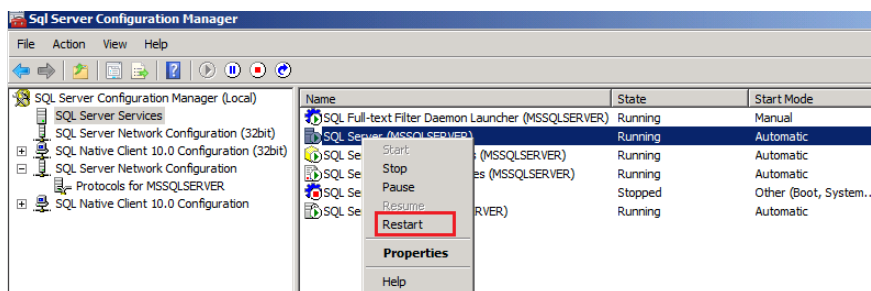 Sql Server Configuration Manager
File Action View Help
SQL Server Configuration Manager (Local)
SQL Server Services
SQL Server Network Configuration (32bit)
SQL Native Client 10.0 Configuration (32bit)
SQL Server Network Configuration
Protocols for MSSQLSERVER
SQL Native Client 10.0 Configuration
Name State Start Mode
SQL Full-text Filter Daemon Launcher (MSSQLSERVER) Running Manual
SQL Server (MSSQLSERVER) Running Automatic
SQL Se (MSSQLSERVER) Running Automatic
SQL Se es (MSSQLSERVER) Running Automatic
SQL Se Stopped Other (Boot, System..
SQL Se RVER) Running Automatic
Start
Stop
Pause
Resume
Restart
Properties
Help